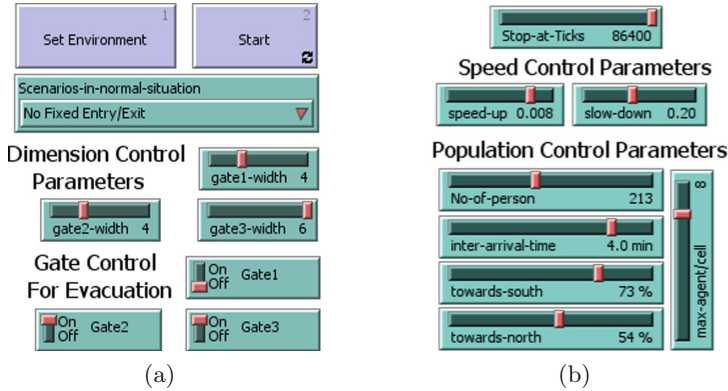 1
Set Environment
2
Start
Scenarios-in-normal-situation
No Fixed Entry/Exit
Dimension Control
Parameters
gate1-width 4
gate2-width 4
gate3-width 6
Gate Control
For Evacuation
On
Off
Gate1
On
Off
Gate2
On
Off
Gate3
(a)
Stop-at-Ticks 86400
Speed Control Parameters
speed-up 0.008
slow-down 0.20
Population Control Parameters
No-of-person 213
inter-arrival-time 4.0 min
towards-south 73 %
towards-north 54 %
max-agent/cell 8
(b)